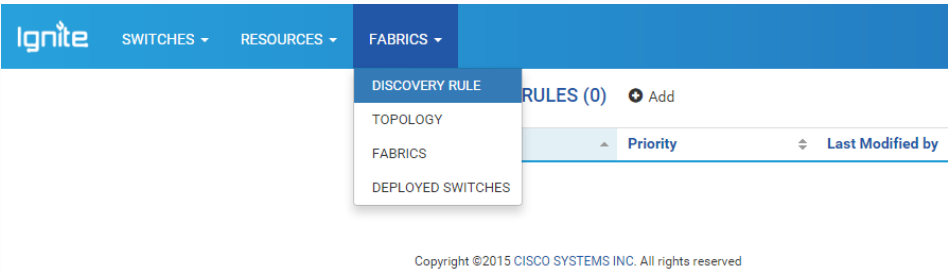 Ignite SWITCHES RESOURCES FABRICS
DISCOVERY RULE
RULES (0) Add
TOPOLOGY
FABRICS
Priority Last Modified by
DEPLOYED SWITCHES
Copyright ©2015 CISCO SYSTEMS INC. All rights reserved